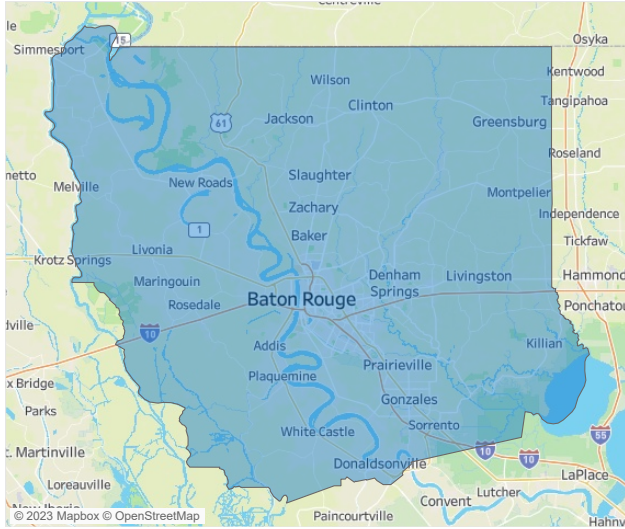 Centreville
15
Osyka
Simmesport
Kentwood
Wilson
Tangipahoa
Clinton
Jackson
61
Greensburg
Roseland
netto
Slaughter
New Roads
Melville
Montpelier
Zachary
Independence
1
Baker
Tickfaw
Livonia
Krotz Springs
Denham
Springs
Livingston
Hammond
Maringouin
Baton Rouge
Rosedale
Ponchatou
dville
10
Killian
Addis
Prairieville
Plaquemine
x Bridge
Gonzales
Parks
Sorrento
White Castle
55
t. Martinville
10
10
Donaldsonville
LaPlace
Loreauville
Lutcher
Convent
New Iberia
© 2023 Mapbox © OpenStreetMap
Paincourtville
Hahnv